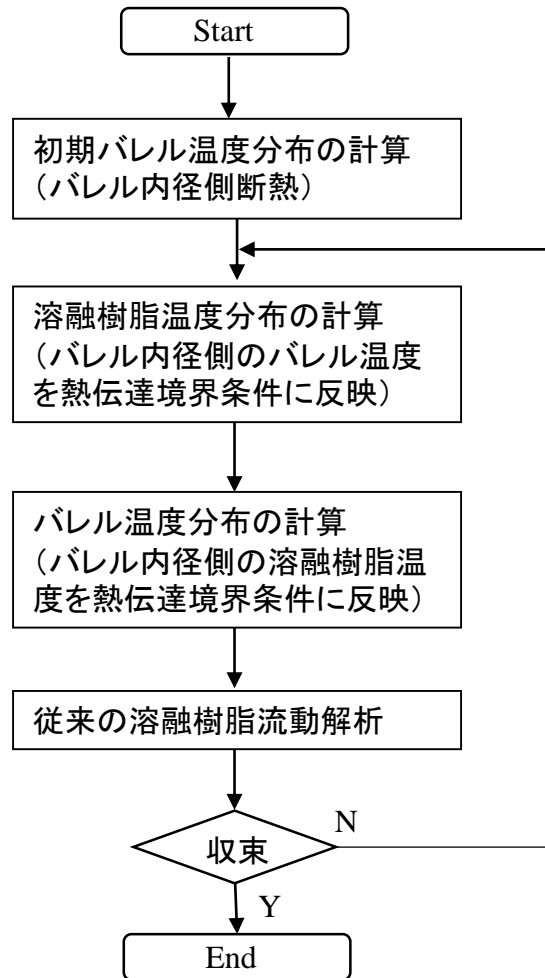 Start
初期バレル温度分布の計算
（バレル内径側断熱）
溶融樹脂温度分布の計算
（バレル内径側のバレル温度
を熱伝達境界条件に反映）
バレル温度分布の計算
（バレル内径側の溶融樹脂温
度を熱伝達境界条件に反映）
従来の溶融樹脂流動解析
収束
N
Y
End